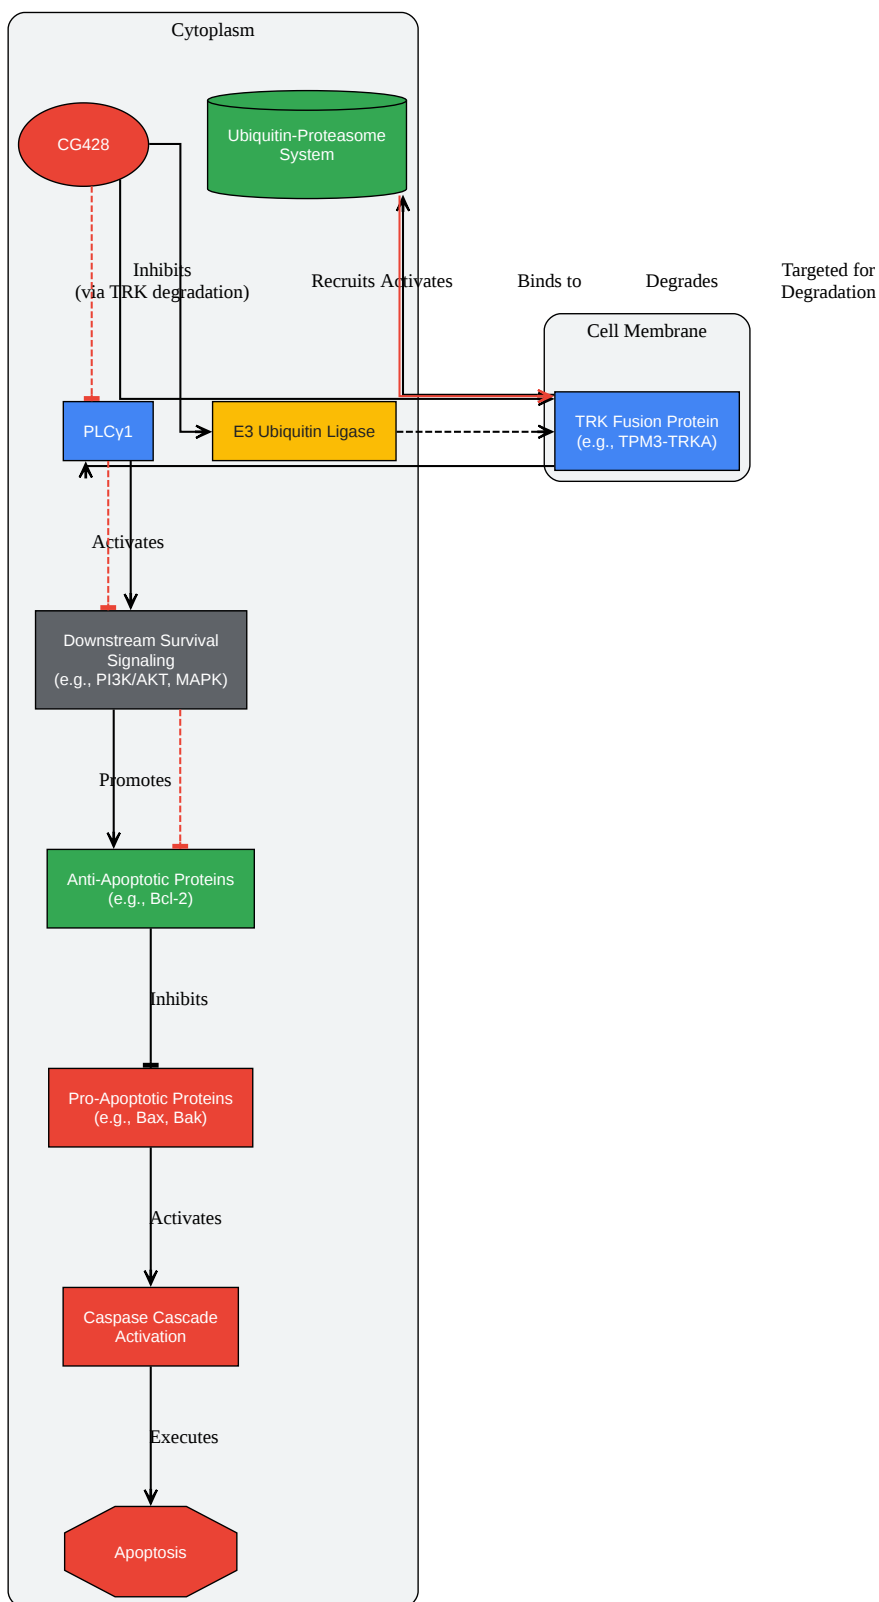 Cytoplasm
CG428
Ubiquitin-Proteasome
System
Inhibits
(via TRK degradation)
Recruits
Activates
Binds to
Degrades
Targeted for
Degradation
Cell Membrane
PLCγ1
E3 Ubiquitin Ligase
TRK Fusion Protein
(e.g., TPM3-TRKA)
Activates
Downstream Survival
Signaling
(e.g., PI3K/AKT, MAPK)
Promotes
Anti-Apoptotic Proteins
(e.g., Bcl-2)
Inhibits
Pro-Apoptotic Proteins
(e.g., Bax, Bak)
Activates
Caspase Cascade
Activation
Executes
Apoptosis